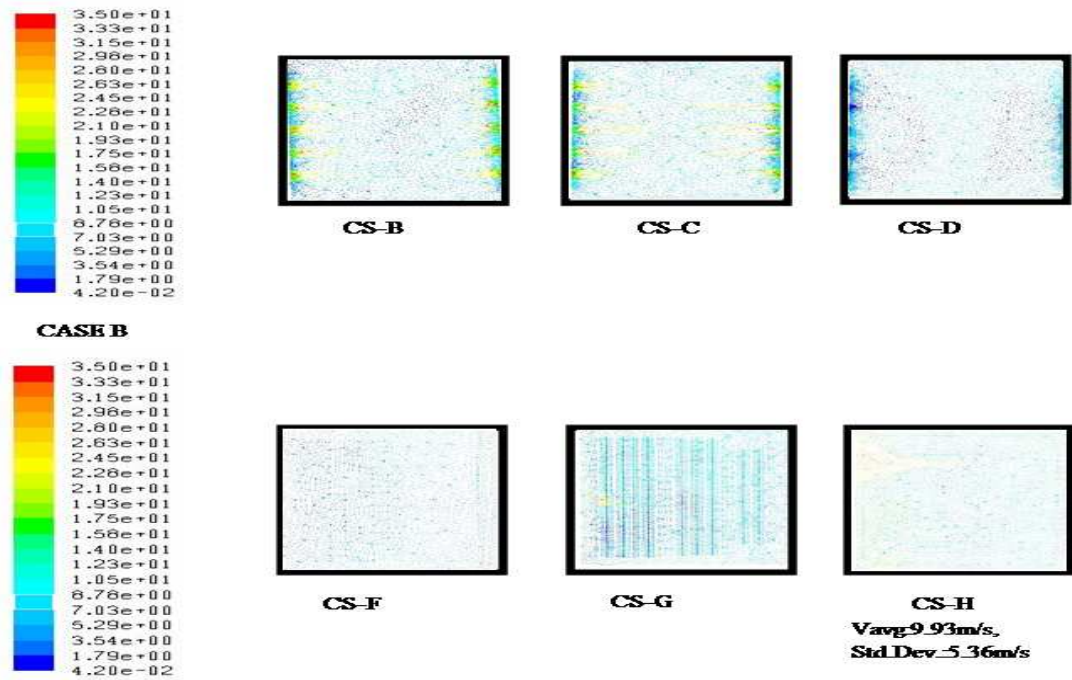 3.50e+01
3.33e+01
3.15e+01
2.98e+01
2.80e+01
2.63e+01
2.45e+01
2.28e+01
2.10e+01
1.93e+01
1.75e+01
1.58e+01
1.40e+01
1.23e+01
1.05e+01
8.78e+00
7.03e+00
5.29e+00
3.54e+00
1.79e+00
4.20e-02
CS-B
CS-C
CS-D
CASE B
3.50e+01
3.33e+01
3.15e+01
2.98e+01
2.80e+01
2.63e+01
2.45e+01
2.28e+01
2.10e+01
1.93e+01
1.75e+01
1.58e+01
1.40e+01
1.23e+01
1.05e+01
8.78e+00
7.03e+00
5.29e+00
3.54e+00
1.79e+00
4.20e-02
CS-F
CS-G
CS-H
Vavg.9.93m/s,
Std.Dev.:5.36m/s